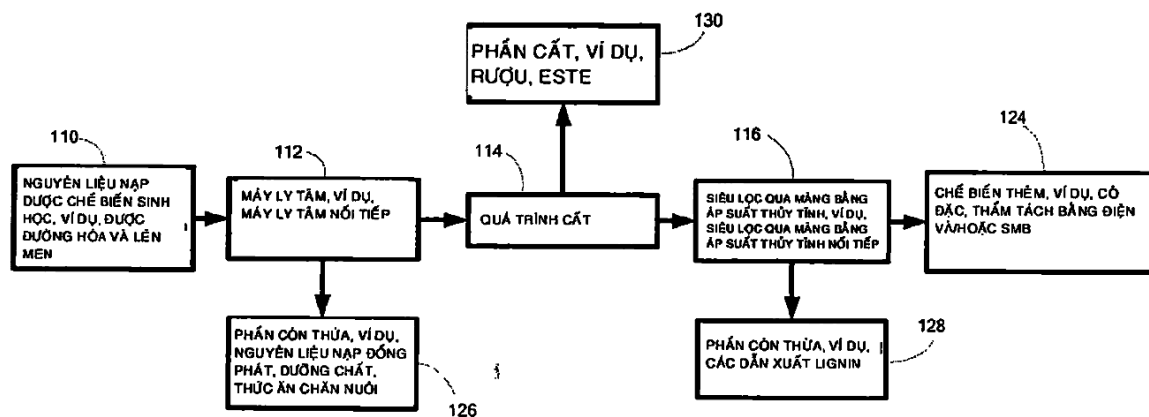 130
PHẦN CẤT, VÍ DỤ,
RƯỢU, ESTE
110
NGUYÊN LIỆU NẠP
ĐƯỢC CHẾ BIẾN SINH
HỌC, VÍ DỤ, ĐƯỢC
ĐƯỜNG HÓA VÀ LÊN
MEN
112
MÁY LY TÂM, VÍ DỤ,
MÁY LY TÂM NỐI TIẾP
114
QUÁ TRÌNH CẤT
116
SIÊU LỌC QUA MÀNG BẰNG
ÁP SUẤT THỦY TĨNH, VÍ DỤ,
SIÊU LỌC QUA MÀNG BẰNG
ÁP SUẤT THỦY TĨNH NỐI TIẾP
124
CHẾ BIẾN THÊM, VÍ DỤ, CÔ
ĐẶC, THẨM TÁCH BẰNG ĐIỆN
VÀ/HOẶC SMB
PHẦN CÒN THỪA, VÍ DỤ,
NGUYÊN LIỆU NẠP ĐỒNG
PHÁT, DƯỠNG CHẤT,
THỨC ĂN CHĂN NUÔI
126
PHẦN CÒN THỪA, VÍ DỤ,
CÁC DẪN XUẤT LIGNIN
128